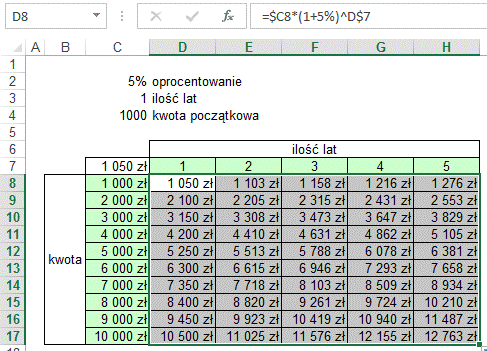 D8 =$C8*(1+5%)^D$7
A B C D E F G H
1
2 5% oprocentowanie
3 1 ilość lat
4 1000 kwota początkowa
5
6 ilość lat
7 1 050 zł 1 2 3 4 5
8 1 000 zł 1 050 zł 1 103 zł 1 158 zł 1 216 zł 1 276 zł
9 2 000 zł 2 100 zł 2 205 zł 2 315 zł 2 431 zł 2 553 zł
10 3 000 zł 3 150 zł 3 308 zł 3 473 zł 3 647 zł 3 829 zł
11 4 000 zł 4 200 zł 4 410 zł 4 631 zł 4 862 zł 5 105 zł
12 kwota 5 000 zł 5 250 zł 5 513 zł 5 788 zł 6 078 zł 6 381 zł
13 6 000 zł 6 300 zł 6 615 zł 6 946 zł 7 293 zł 7 658 zł
14 7 000 zł 7 350 zł 7 718 zł 8 103 zł 8 509 zł 8 934 zł
15 8 000 zł 8 400 zł 8 820 zł 9 261 zł 9 724 zł 10 210 zł
16 9 000 zł 9 450 zł 9 923 zł 10 419 zł 10 940 zł 11 487 zł
17 10 000 zł 10 500 zł 11 025 zł 11 576 zł 12 155 zł 12 763 zł